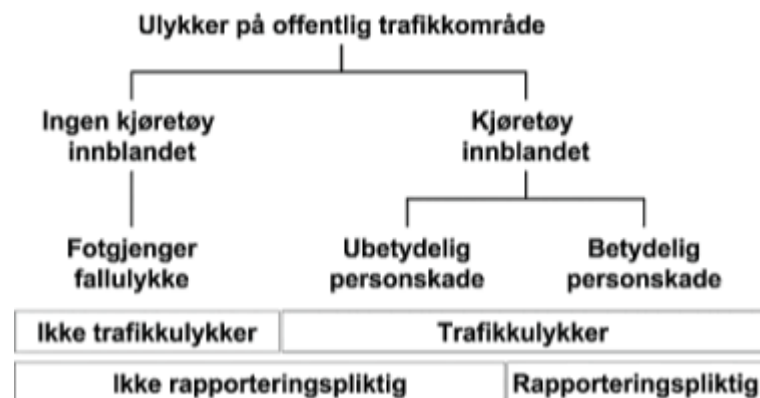 Ulykker på offentlig trafikkområde
Ingen kjøretøy
innblandet
Kjøretøy
innblandet
Fotgjenger
fallulykke
Ubetydelig
personskade
Betydelig
personskade
Ikke trafikkulykker
Trafikkulykker
Ikke rapporteringspliktig
Rapporteringspliktig